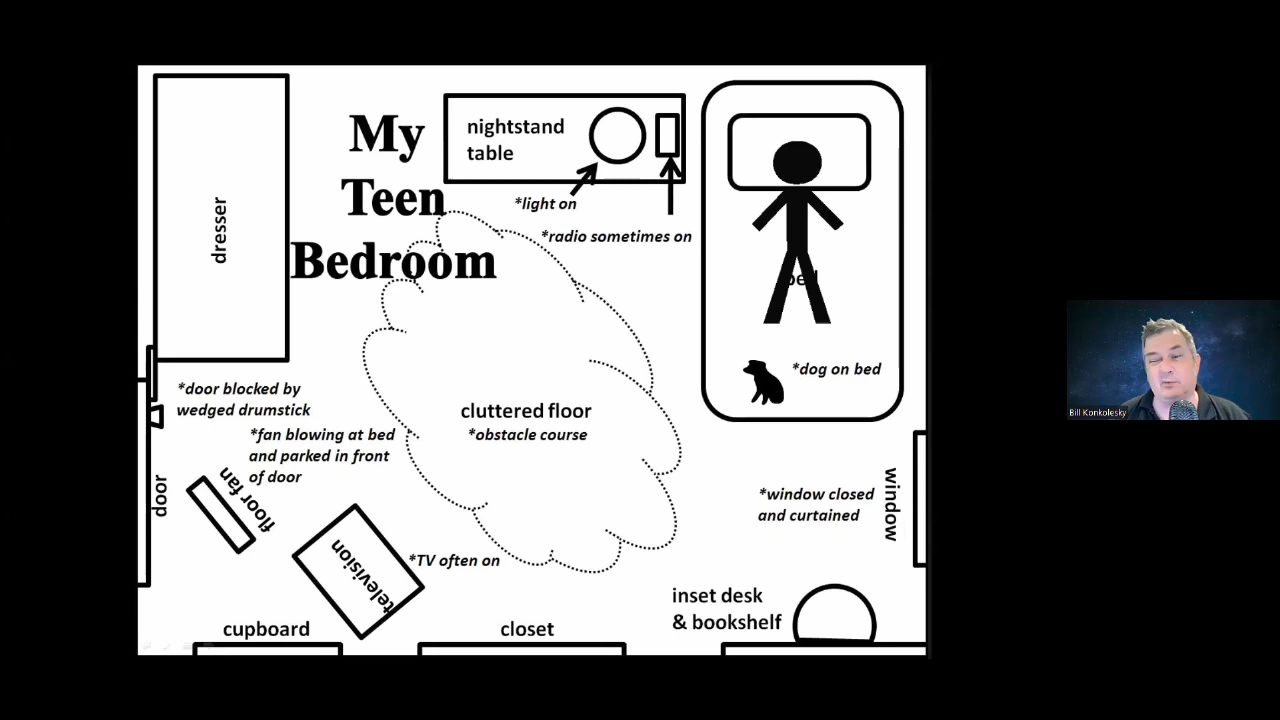 My
Teen
Bedroom
nightstand
table
*light on
*radio sometimes on
dresser
bed
*dog on bed
*door blocked by
wedged drumstick
*fan blowing at bed
and parked in front
of door
cluttered floor
*obstacle course
door
floor fan
television
*TV often on
*window closed
and curtained
window
inset desk
& bookshelf
cupboard
closet
Bill Konkolesky